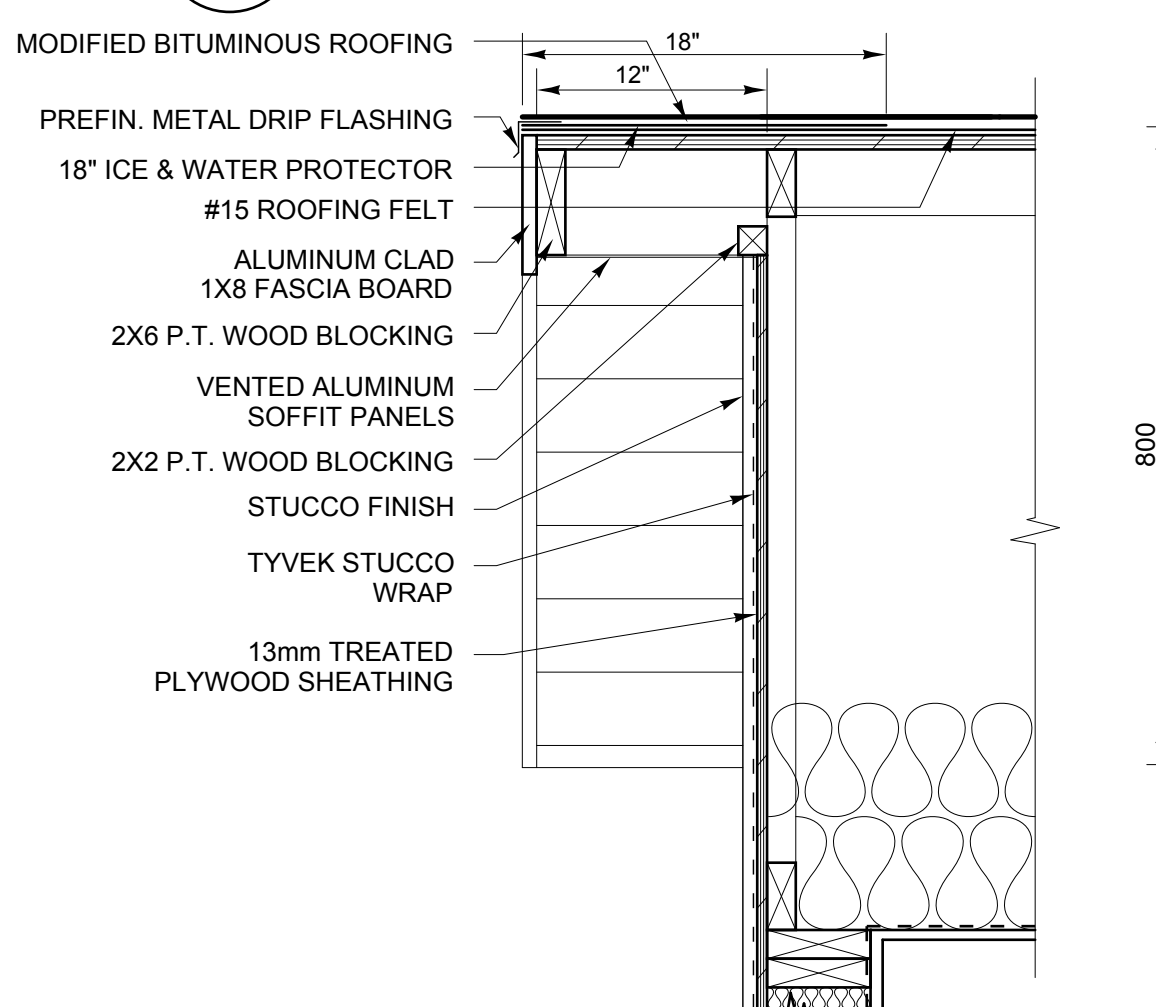 MODIFIED BITUMINOUS ROOFING
18"
12"
PREFIN. METAL DRIP FLASHING
18" ICE & WATER PROTECTOR
#15 ROOFING FELT
ALUMINUM CLAD
1X8 FASCIA BOARD
2X6 P.T. WOOD BLOCKING
VENTED ALUMINUM
SOFFIT PANELS
2X2 P.T. WOOD BLOCKING
STUCCO FINISH
TYVEK STUCCO
WRAP
13mm TREATED
PLYWOOD SHEATHING
800